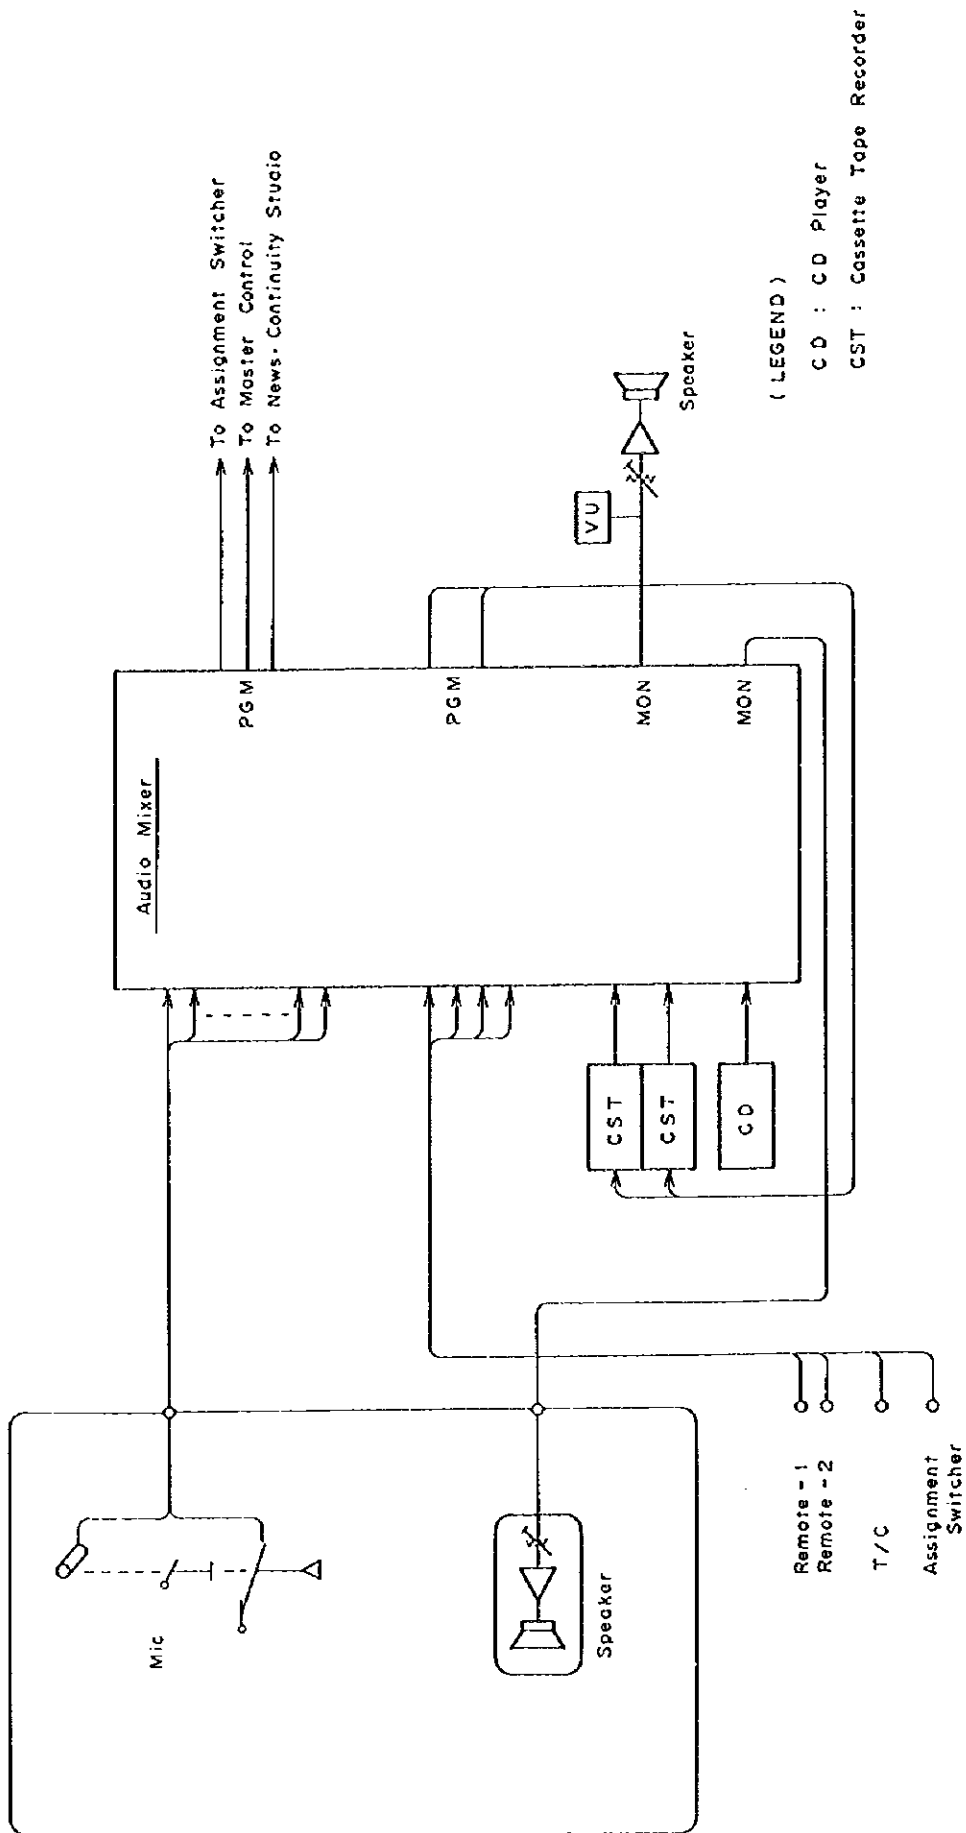 Mic
Speaker
Remote - 1
Remote - 2
T/C
Assignment
Switcher
CST
CST
CD
Audio Mixer
PGM
PGM
MON
MON
To Assignment Switcher
To Master Control
To News-Continuity Studio
VU
Speaker
(LEGEND)
CD : CD Player
CST : Cassette Tape Recorder